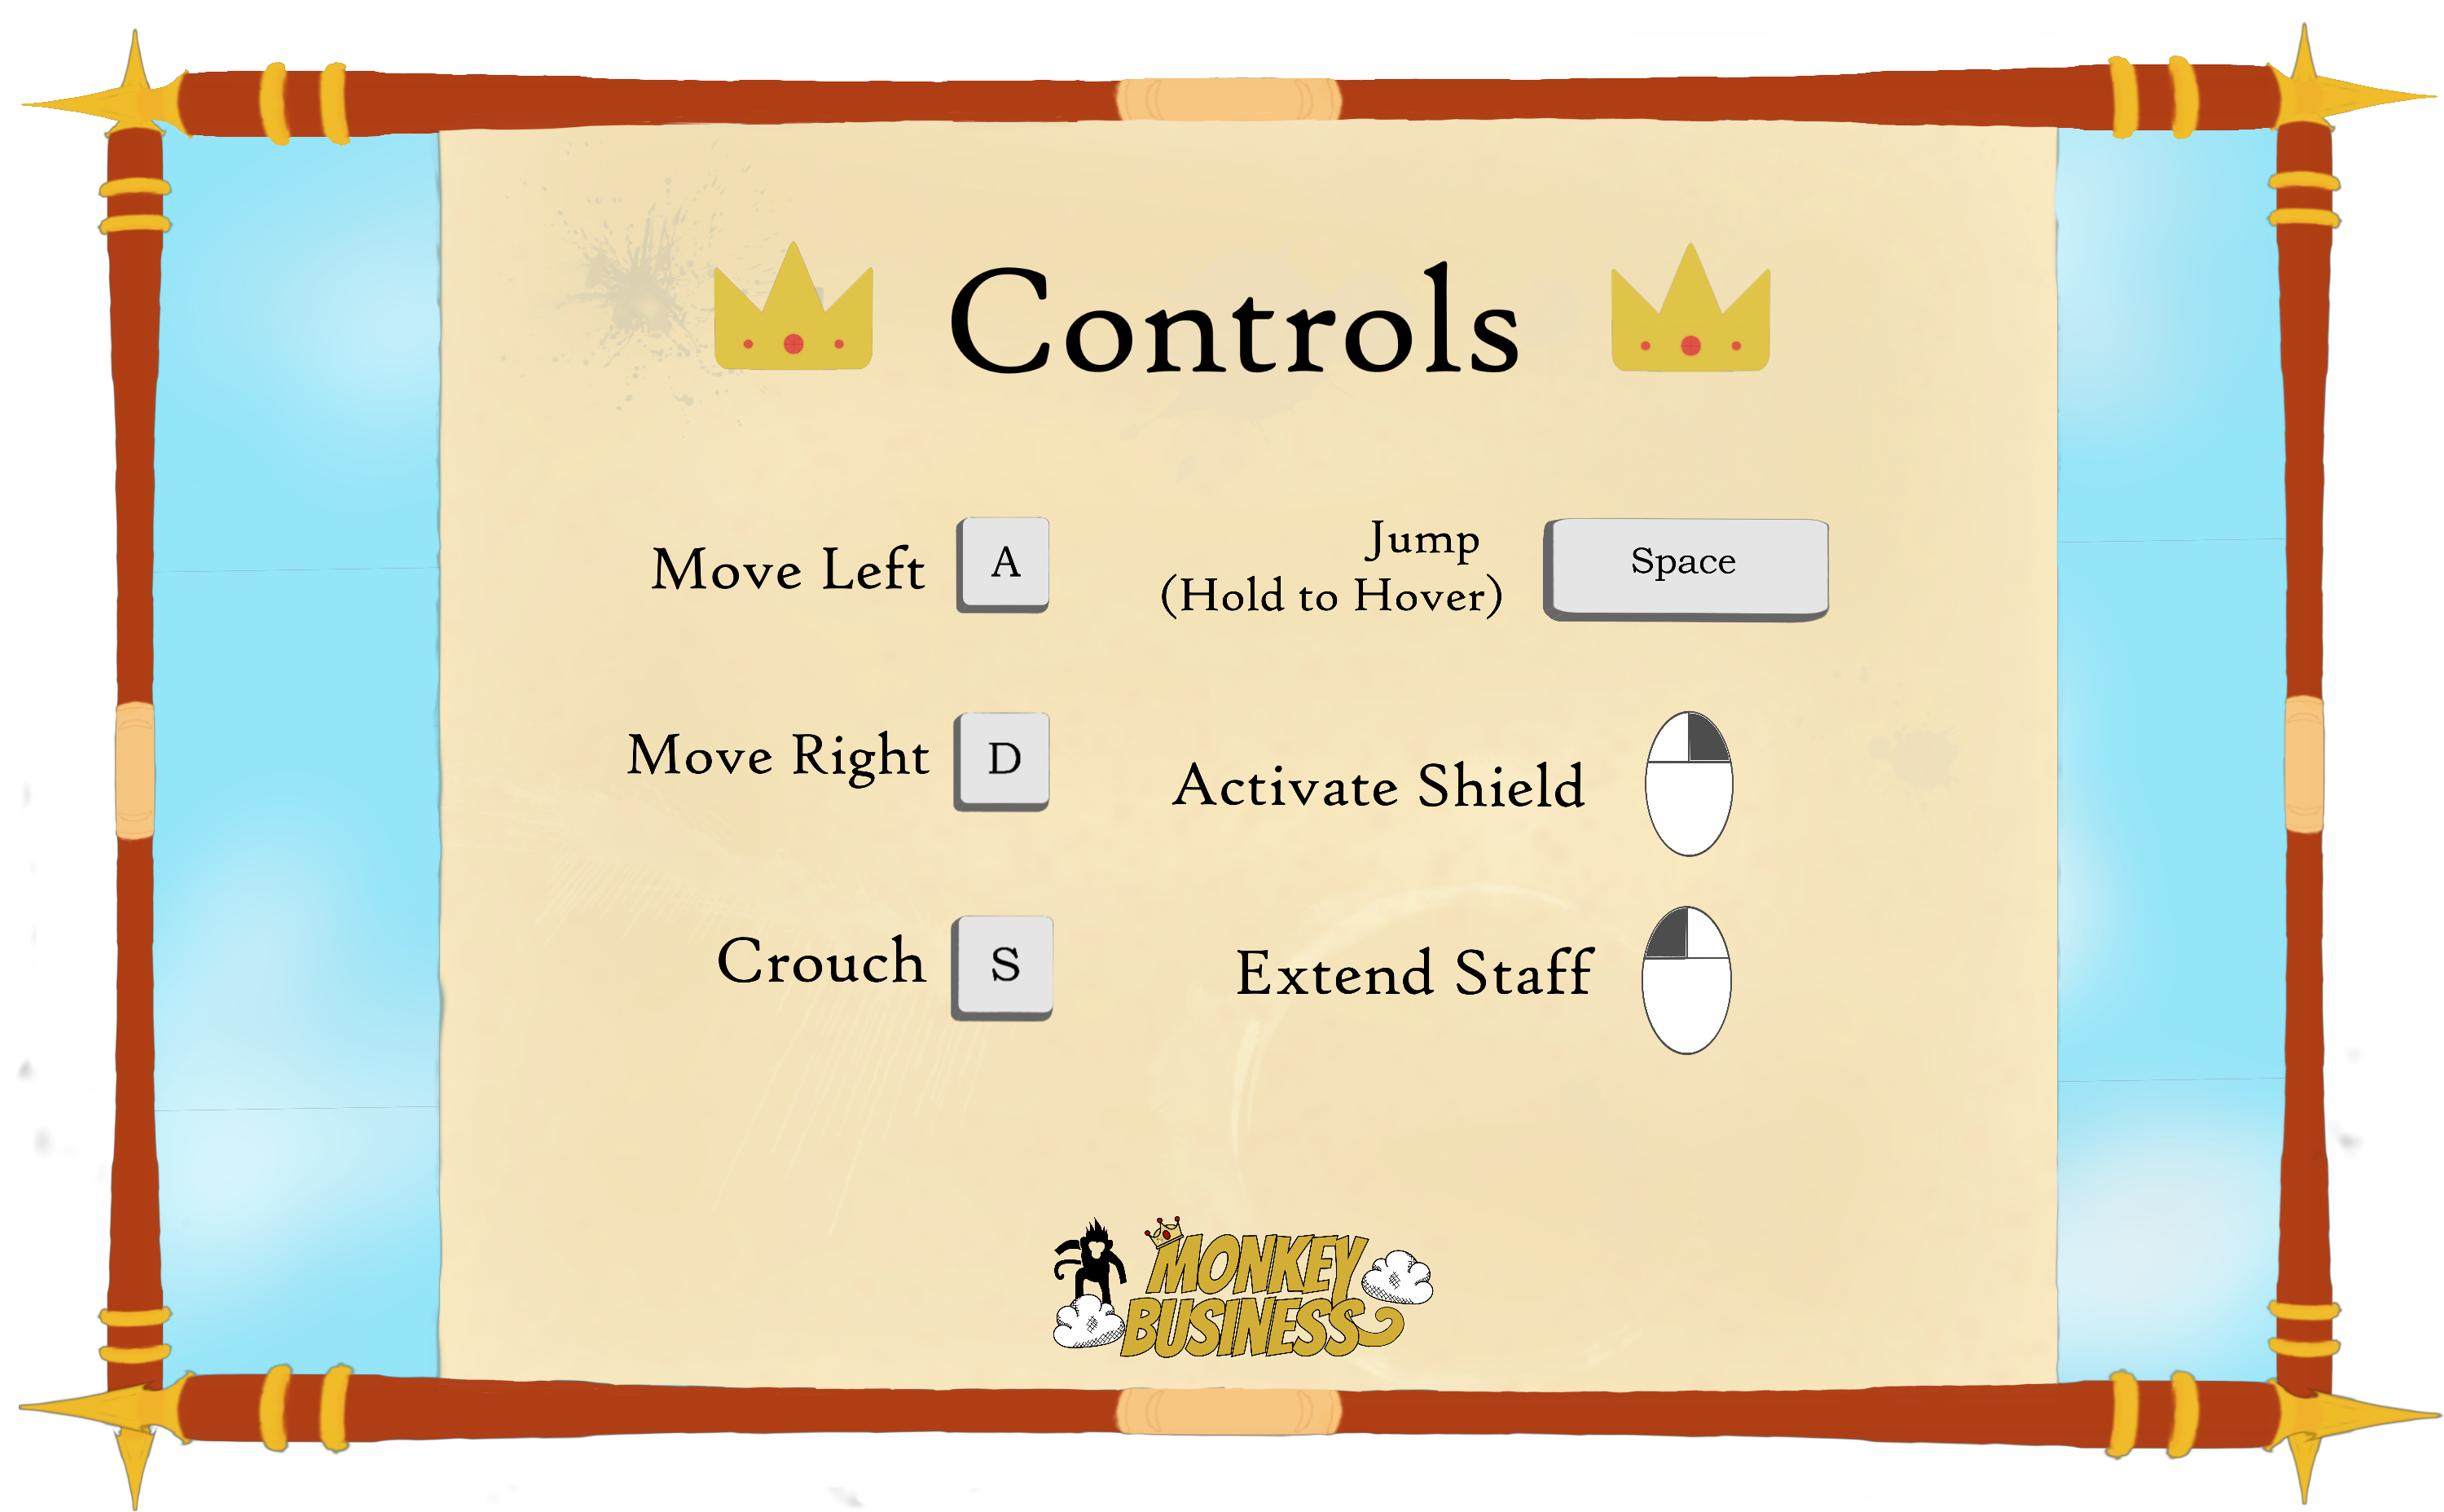 Controls
Move Left
A
Jump
(Hold to Hover)
Space
Move Right
D
Activate Shield
Crouch
S
Extend Staff
MONKEY
BUSINESS